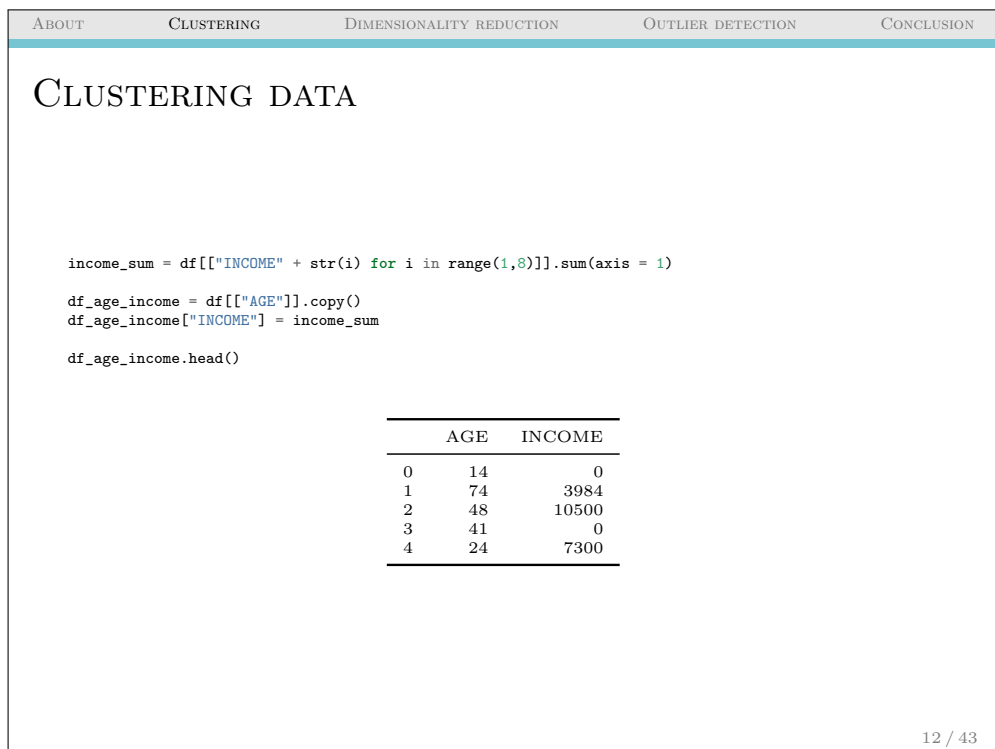 ABOUT CLUSTERING DIMENSIONALITY REDUCTION OUTLIER DETECTION CONCLUSION
CLUSTERING DATA
income_sum = df[["INCOME" + str(i) for i in range(1,8)]].sum(axis = 1)
df_age_income = df[["AGE"]].copy()
df_age_income["INCOME"] = income_sum
df_age_income.head()
AGE INCOME
0 14 0
1 74 3984
2 48 10500
3 41 0
4 24 7300
12 / 43